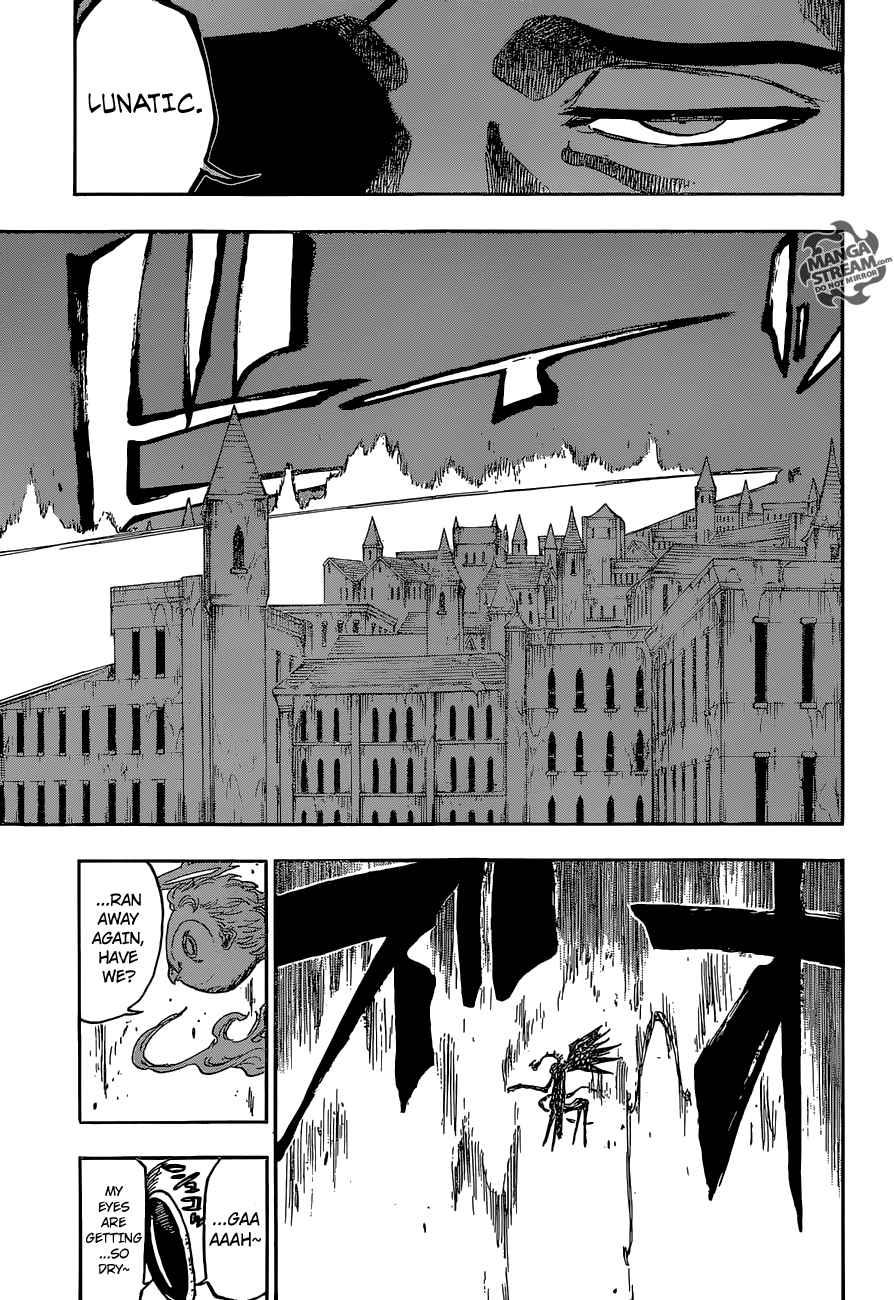 LUNATIC.
MANGA
STREAM.com
DO NOT MIRROR
...RAN
AWAY
AGAIN,
HAVE
WE?
...GAA
AAAH~
MY
EYES ARE
GETTING
...SO
DRY~